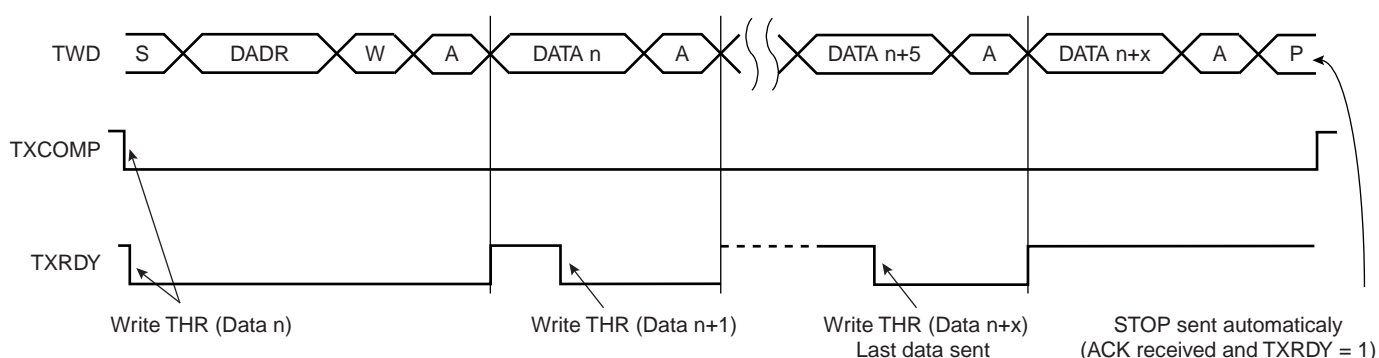 TWD S DADR W A DATA n A DATA n+5 A DATA n+x A P
TXCOMP
TXRDY
Write THR (Data n)
Write THR (Data n+1)
Write THR (Data n+x)
Last data sent
STOP sent automaticaly
(ACK received and TXRDY = 1)